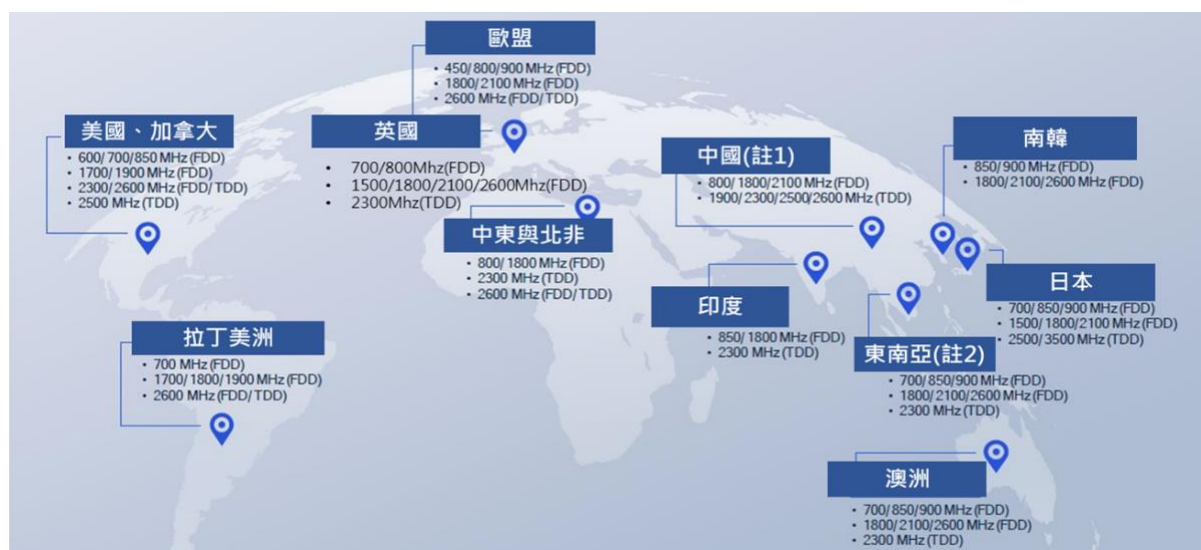 歐盟
• 450/800/900 MHz (FDD)
• 1800/2100 MHz (FDD)
• 2600 MHz (FDD/TDD)
美國、加拿大
• 600/700/850 MHz (FDD)
• 1700/1900 MHz (FDD)
• 2300/2600 MHz (FDD/TDD)
• 2500 MHz (TDD)
英國
• 700/800Mhz(FDD)
• 1500/1800/2100/2600Mhz(FDD)
• 2300Mhz(TDD)
中國(註1)
• 800/1800/2100 MHz (FDD)
• 1900/2300/2500/2600 MHz (TDD)
南韓
• 850/900 MHz (FDD)
• 1800/2100/2600 MHz (FDD)
中東與北非
• 800/1800 MHz (FDD)
• 2300 MHz (TDD)
• 2600 MHz (FDD/TDD)
印度
• 850/1800 MHz (FDD)
• 2300 MHz (TDD)
日本
• 700/850/900 MHz (FDD)
• 1500/1800/2100 MHz (FDD)
• 2500/3500 MHz (TDD)
拉丁美洲
• 700 MHz (FDD)
• 1700/1800/1900 MHz (FDD)
• 2600 MHz (FDD/TDD)
東南亞(註2)
• 700/850/900 MHz (FDD)
• 1800/2100/2600 MHz (FDD)
• 2300 MHz (TDD)
澳洲
• 700/850/900 MHz (FDD)
• 1800/2100/2600 MHz (FDD)
• 2300 MHz (TDD)